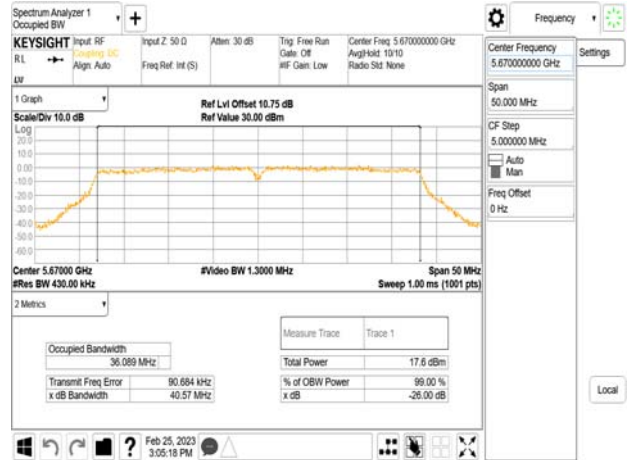 Spectrum Analyzer 1
Occupied BW
Frequency
KEYSIGHT
Input: RF
Coupling: DC
Align: Auto
Input Z: 50 Ω
Freq Ref: Int (S)
Atten: 30 dB
Trig: Free Run
Gate: Off
#IF Gain: Low
Center Freq: 5.670000000 GHz
Avg|Hold: 10/10
Radio Std: None
RL
LXI
Center Frequency
5.670000000 GHz
Settings
Span
50.000 MHz
CF Step
5.000000 MHz
Auto
Man
Freq Offset
0 Hz
Local
1 Graph
Scale/Div 10.0 dB
Ref Lvl Offset 10.75 dB
Ref Value 30.00 dBm
Log
20.0
10.0
0.00
-10.0
-20.0
-30.0
-40.0
-50.0
-60.0
Center 5.67000 GHz
#Res BW 430.00 kHz
#Video BW 1.3000 MHz
Span 50 MHz
Sweep 1.00 ms (1001 pts)
2 Metrics
Measure Trace
Trace 1
Occupied Bandwidth
36.089 MHz
Total Power
17.6 dBm
Transmit Freq Error
90.684 kHz
% of OBW Power
99.00 %
x dB Bandwidth
40.57 MHz
x dB
-26.00 dB
Feb 25, 2023
3:05:18 PM